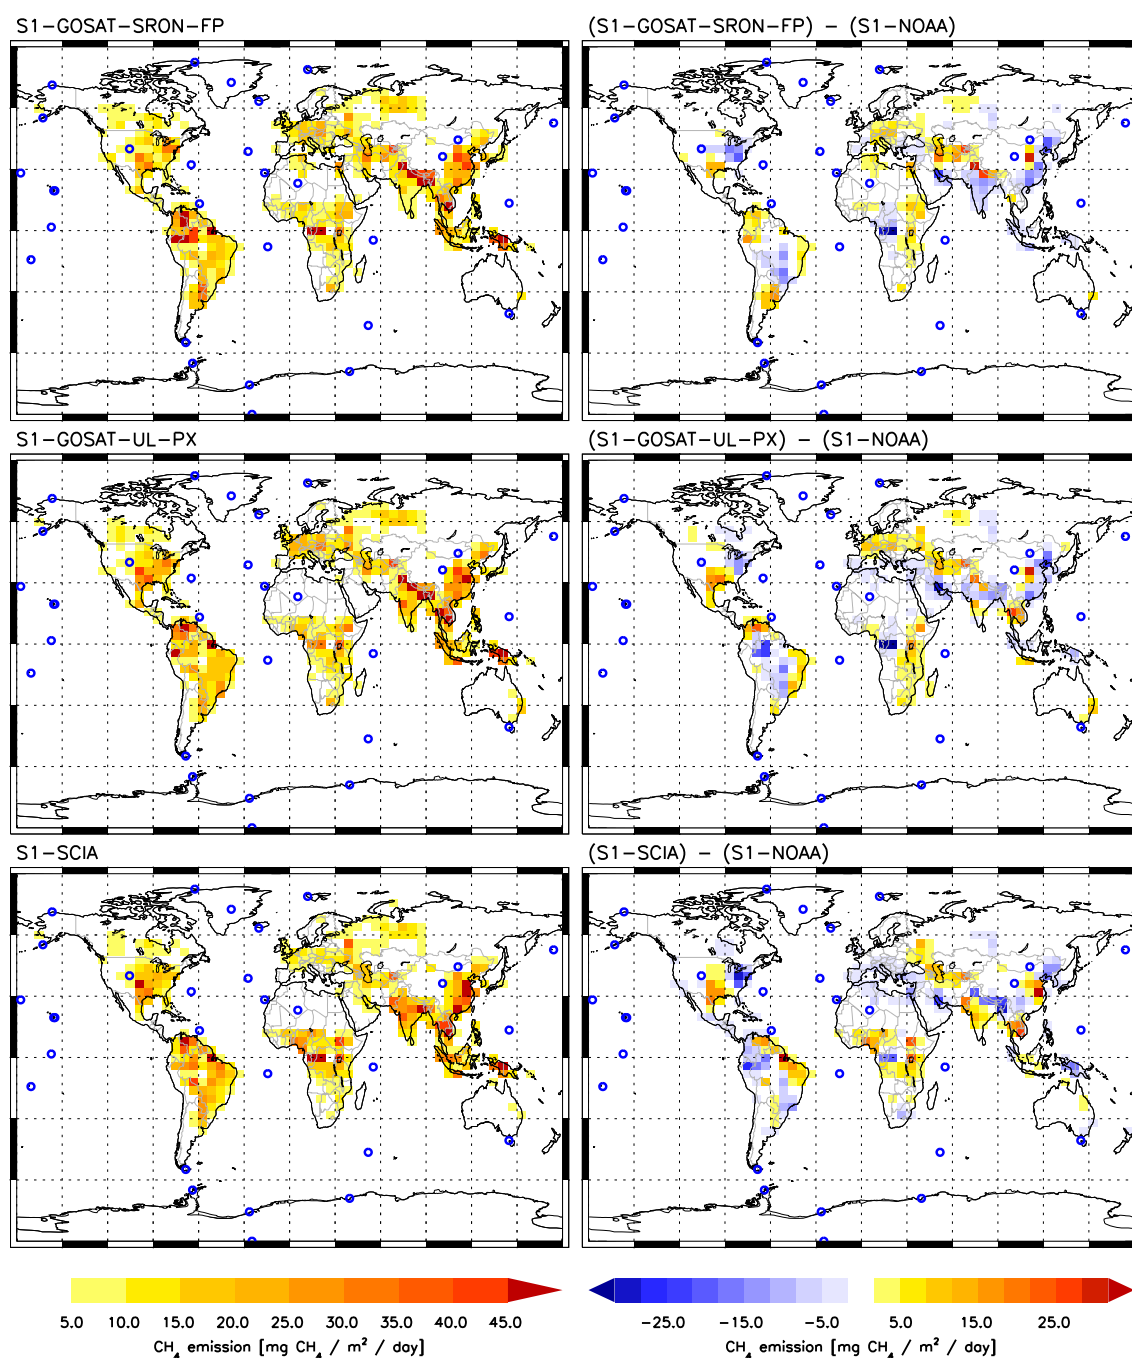 S1-GOSAT-SRON-FP
(S1-GOSAT-SRON-FP) - (S1-NOAA)
S1-GOSAT-UL-PX
(S1-GOSAT-UL-PX) - (S1-NOAA)
S1-SCIA
(S1-SCIA) - (S1-NOAA)
5.0 10.0 15.0 20.0 25.0 30.0 35.0 40.0 45.0
CH₄ emission [mg CH₄ / m² / day]
-25.0 -15.0 -5.0 5.0 15.0 25.0
CH₄ emission [mg CH₄ / m² / day]